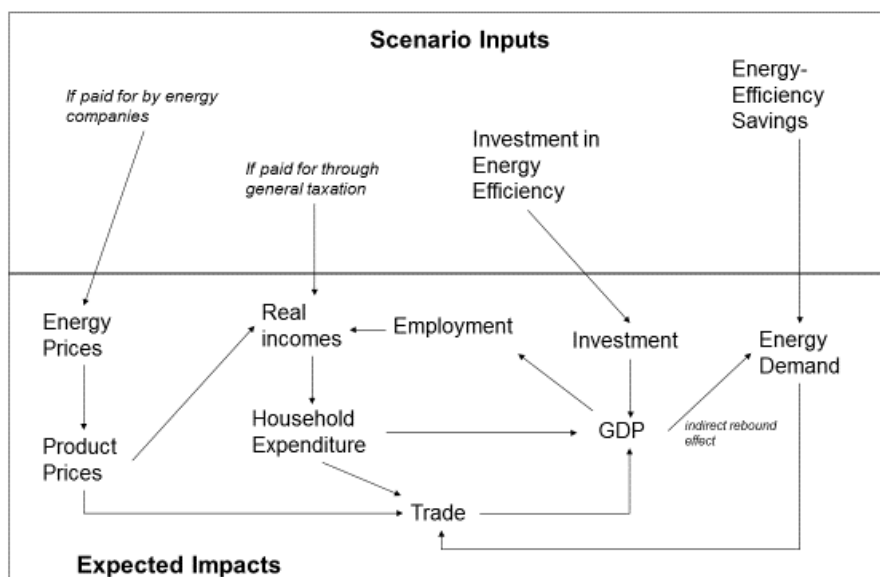 Scenario Inputs
If paid for by energy
companies
If paid for through
general taxation
Investment in
Energy
Efficiency
Energy-
Efficiency
Savings
Energy
Prices
Real
incomes
Employment
Investment
Energy
Demand
Product
Prices
Household
Expenditure
GDP
indirect rebound
effect
Trade
Expected Impacts